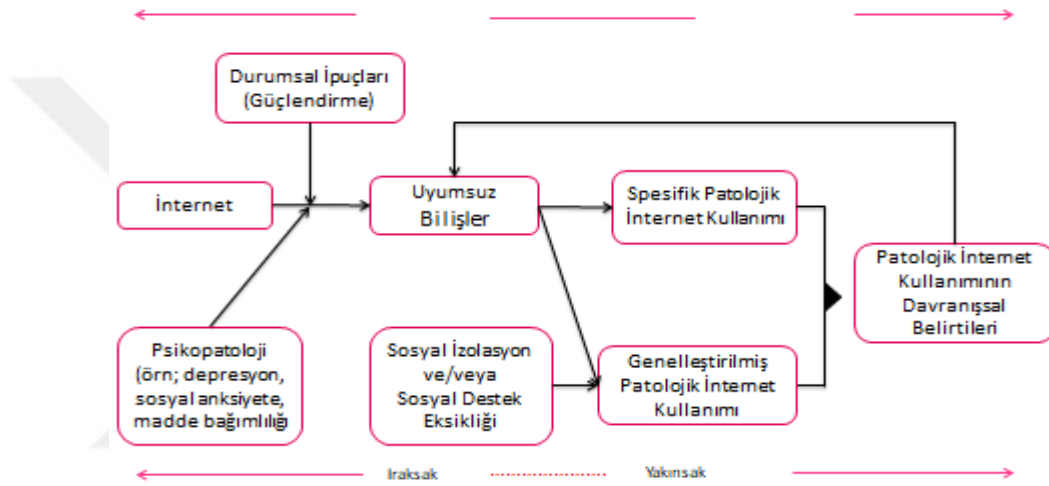 Durumsal İpuçları
(Güçlendirme)
İnternet
Uyumsuz
Bilişler
Spesifik Patolojik
İnternet Kullanımı
Patolojik İnternet
Kullanımının
Davranışsal
Belirtileri
Psikopatoloji
(örn; depresyon,
sosyal anksiyete,
madde bağımlılığı
Sosyal İzolasyon
ve/veya
Sosyal Destek
Eksikliği
Genelleştirilmiş
Patolojik İnternet
Kullanımı
Iraksak
Yakınsak